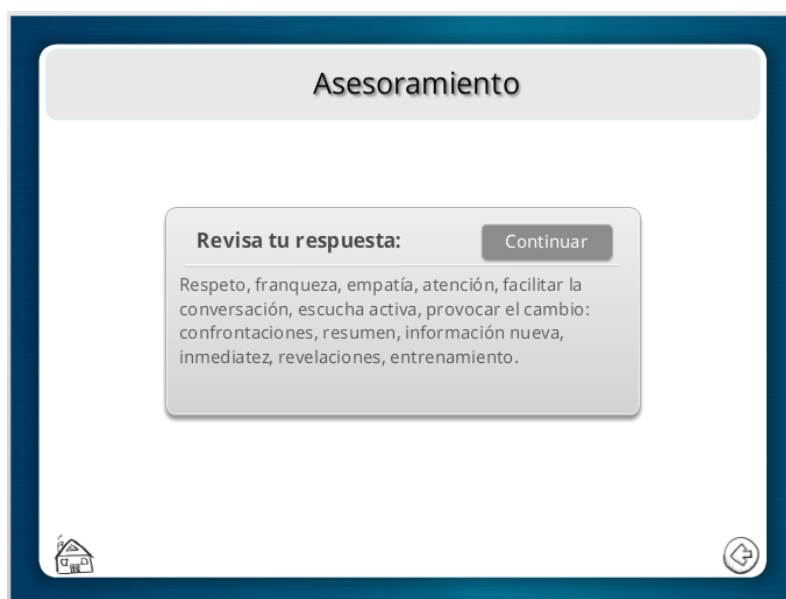 Asesoramiento
Revisa tu respuesta:
Continuar
Respeto, franqueza, empatía, atención, facilitar la
conversación, escucha activa, provocar el cambio:
confrontaciones, resumen, información nueva,
inmediatez, revelaciones, entrenamiento.